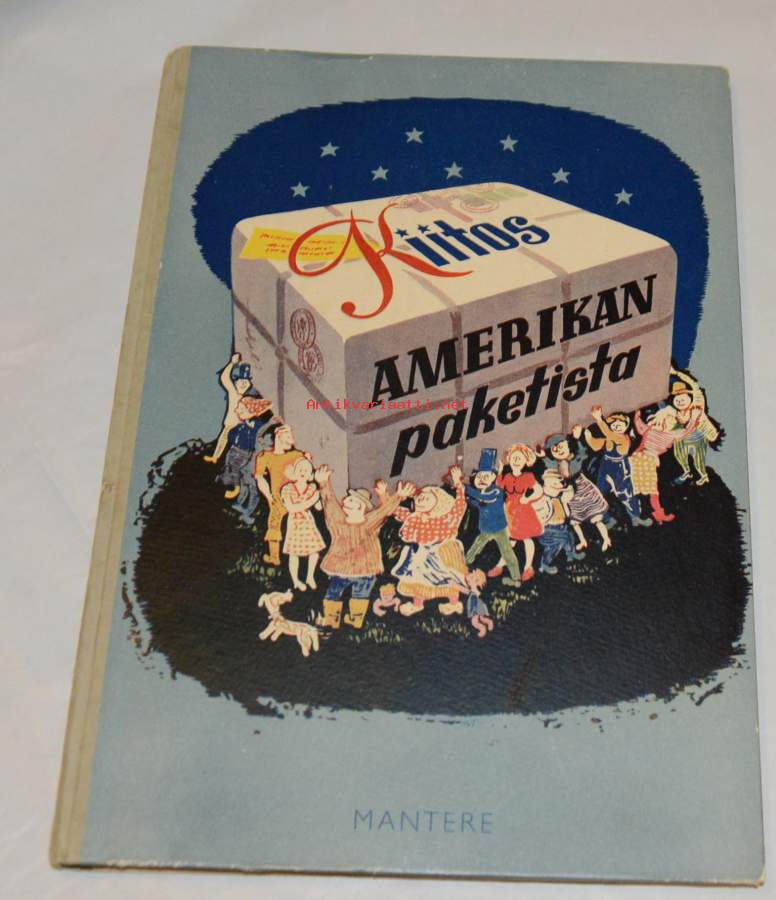 Kiitos
AMERIKAN
paketista
Antikvariaatti.net
MANTERE